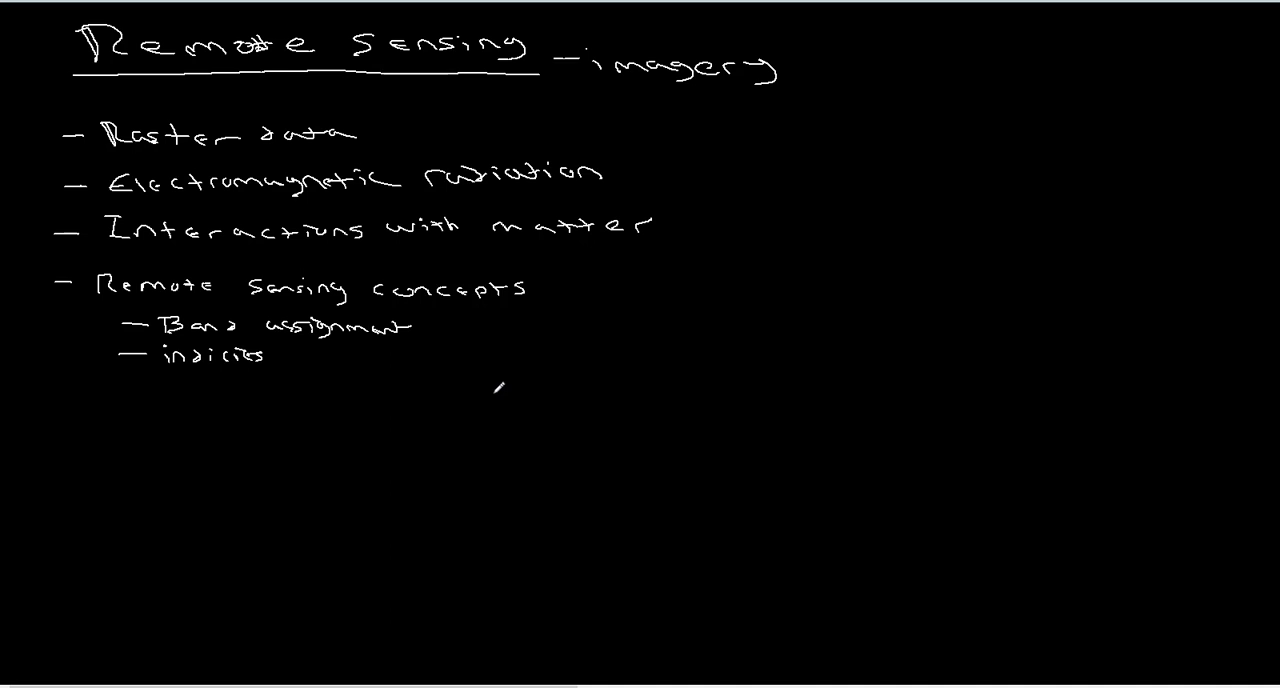 Remote Sensing - imagery
- Raster data
- Electromagnetic radiation
- Interactions with matter
- Remote sensing concepts
- Band assignment
- indicies